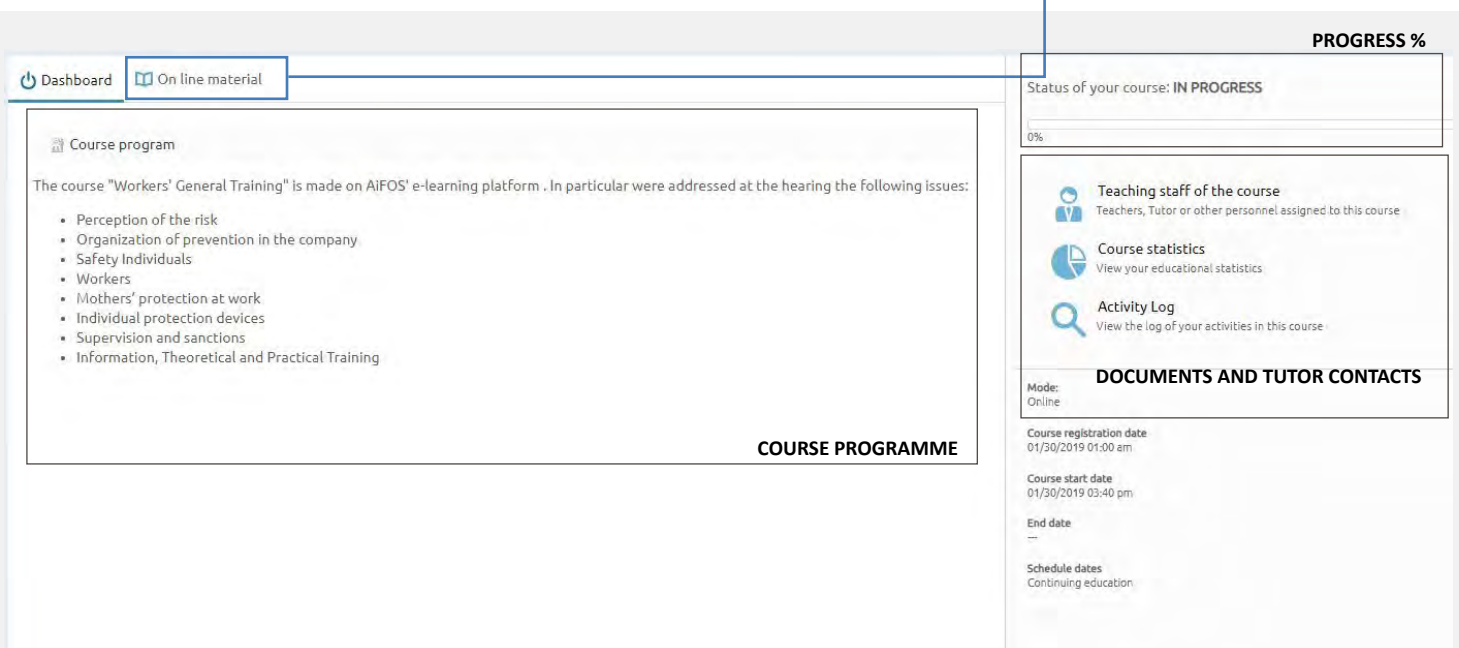 PROGRESS %
Dashboard
On line material
Status of your course: IN PROGRESS
0%
Course program
The course "Workers' General Training" is made on AiFOS' e-learning platform . In particular were addressed at the hearing the following issues:
• Perception of the risk
• Organization of prevention in the company
• Safety Individuals
• Workers
• Mothers' protection at work
• Individual protection devices
• Supervision and sanctions
• Information, Theoretical and Practical Training
COURSE PROGRAMME
Teaching staff of the course
Teachers, Tutor or other personnel assigned to this course
Course statistics
View your educational statistics
Activity Log
View the log of your activities in this course
DOCUMENTS AND TUTOR CONTACTS
Mode:
Online
Course registration date
01/30/2019 01:00 am
Course start date
01/30/2019 03:40 pm
End date
---
Schedule dates
Continuing education